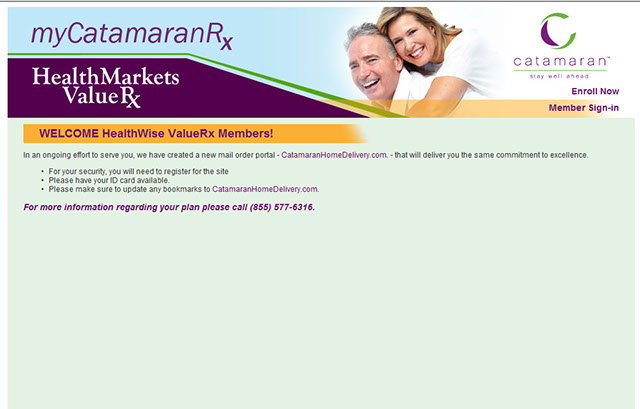 myCatamaranRx
HealthMarkets
ValueRx
catamaran™
stay well ahead
Enroll Now
Member Sign-in
WELCOME HealthWise ValueRx Members!
In an ongoing effort to serve you, we have created a new mail order portal - CatamaranHomeDelivery.com. - that will deliver you the same commitment to excellence.
• For your security, you will need to register for the site
• Please have your ID card available.
• Please make sure to update any bookmarks to CatamaranHomeDelivery.com.
For more information regarding your plan please call (855) 577-6316.